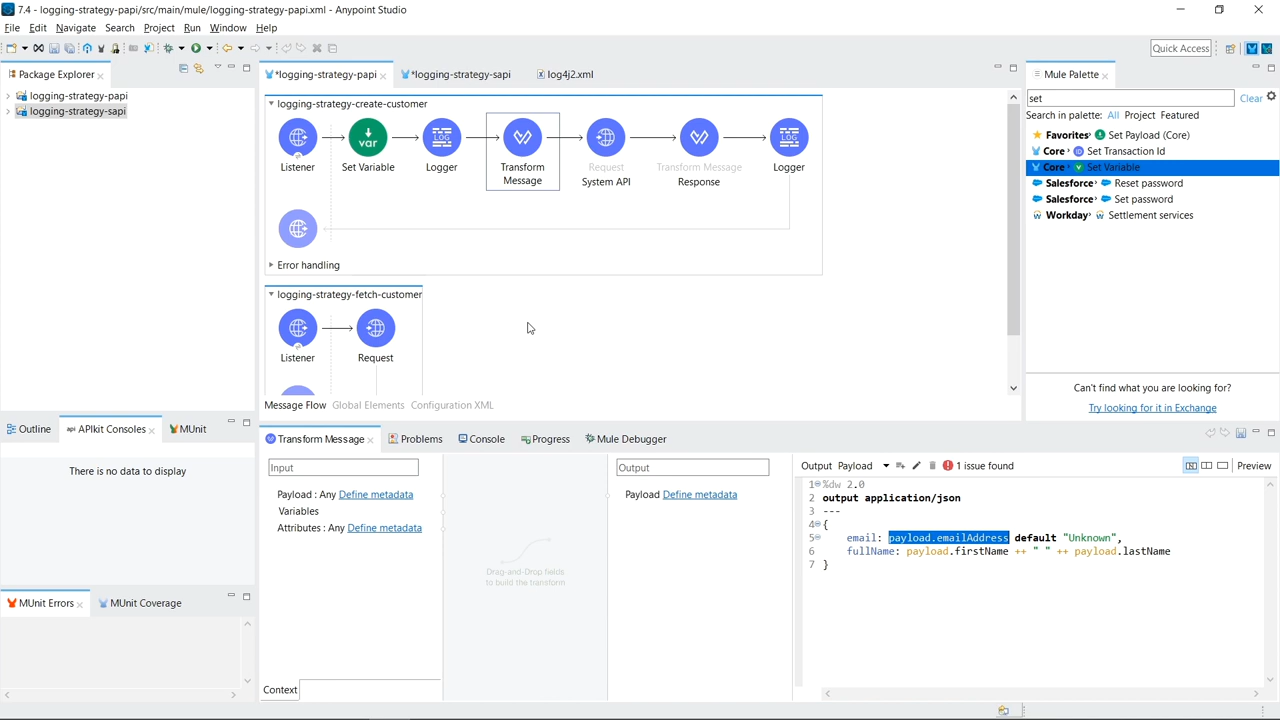 7.4 - logging-strategy-papi/src/main/mule/logging-strategy-papi.xml - Anypoint Studio
File Edit Navigate Search Project Run Window Help
Quick Access
Package Explorer
logging-strategy-papi
logging-strategy-sapi
*logging-strategy-papi *logging-strategy-sapi log4j2.xml
logging-strategy-create-customer
var LOG LOG
Listener Set Variable Logger Transform Message Request System API Transform Message Response Logger
Error handling
logging-strategy-fetch-customer
Listener Request
Message Flow Global Elements Configuration XML
Mule Palette
set
Clear
Search in palette: All Project Featured
Favorites Set Payload (Core)
Core Set Transaction Id
Core Set Variable
Salesforce Reset password
Salesforce Set password
Workday Settlement services
Can't find what you are looking for?
Try looking for it in Exchange
Outline APIkit Consoles MUnit
There is no data to display
MUnit Errors MUnit Coverage
Transform Message Problems Console Progress Mule Debugger
Input
Payload : Any Define metadata
Variables
Attributes : Any Define metadata
Context
Drag-and-Drop fields
to build the transform
Output
Payload Define metadata
Output Payload 1 issue found Preview
1 %dw 2.0
2 output application/json
3 ---
4 {
5 email: payload.emailAddress default "Unknown",
6 fullName: payload.firstName ++ " " ++ payload.lastName
7 }